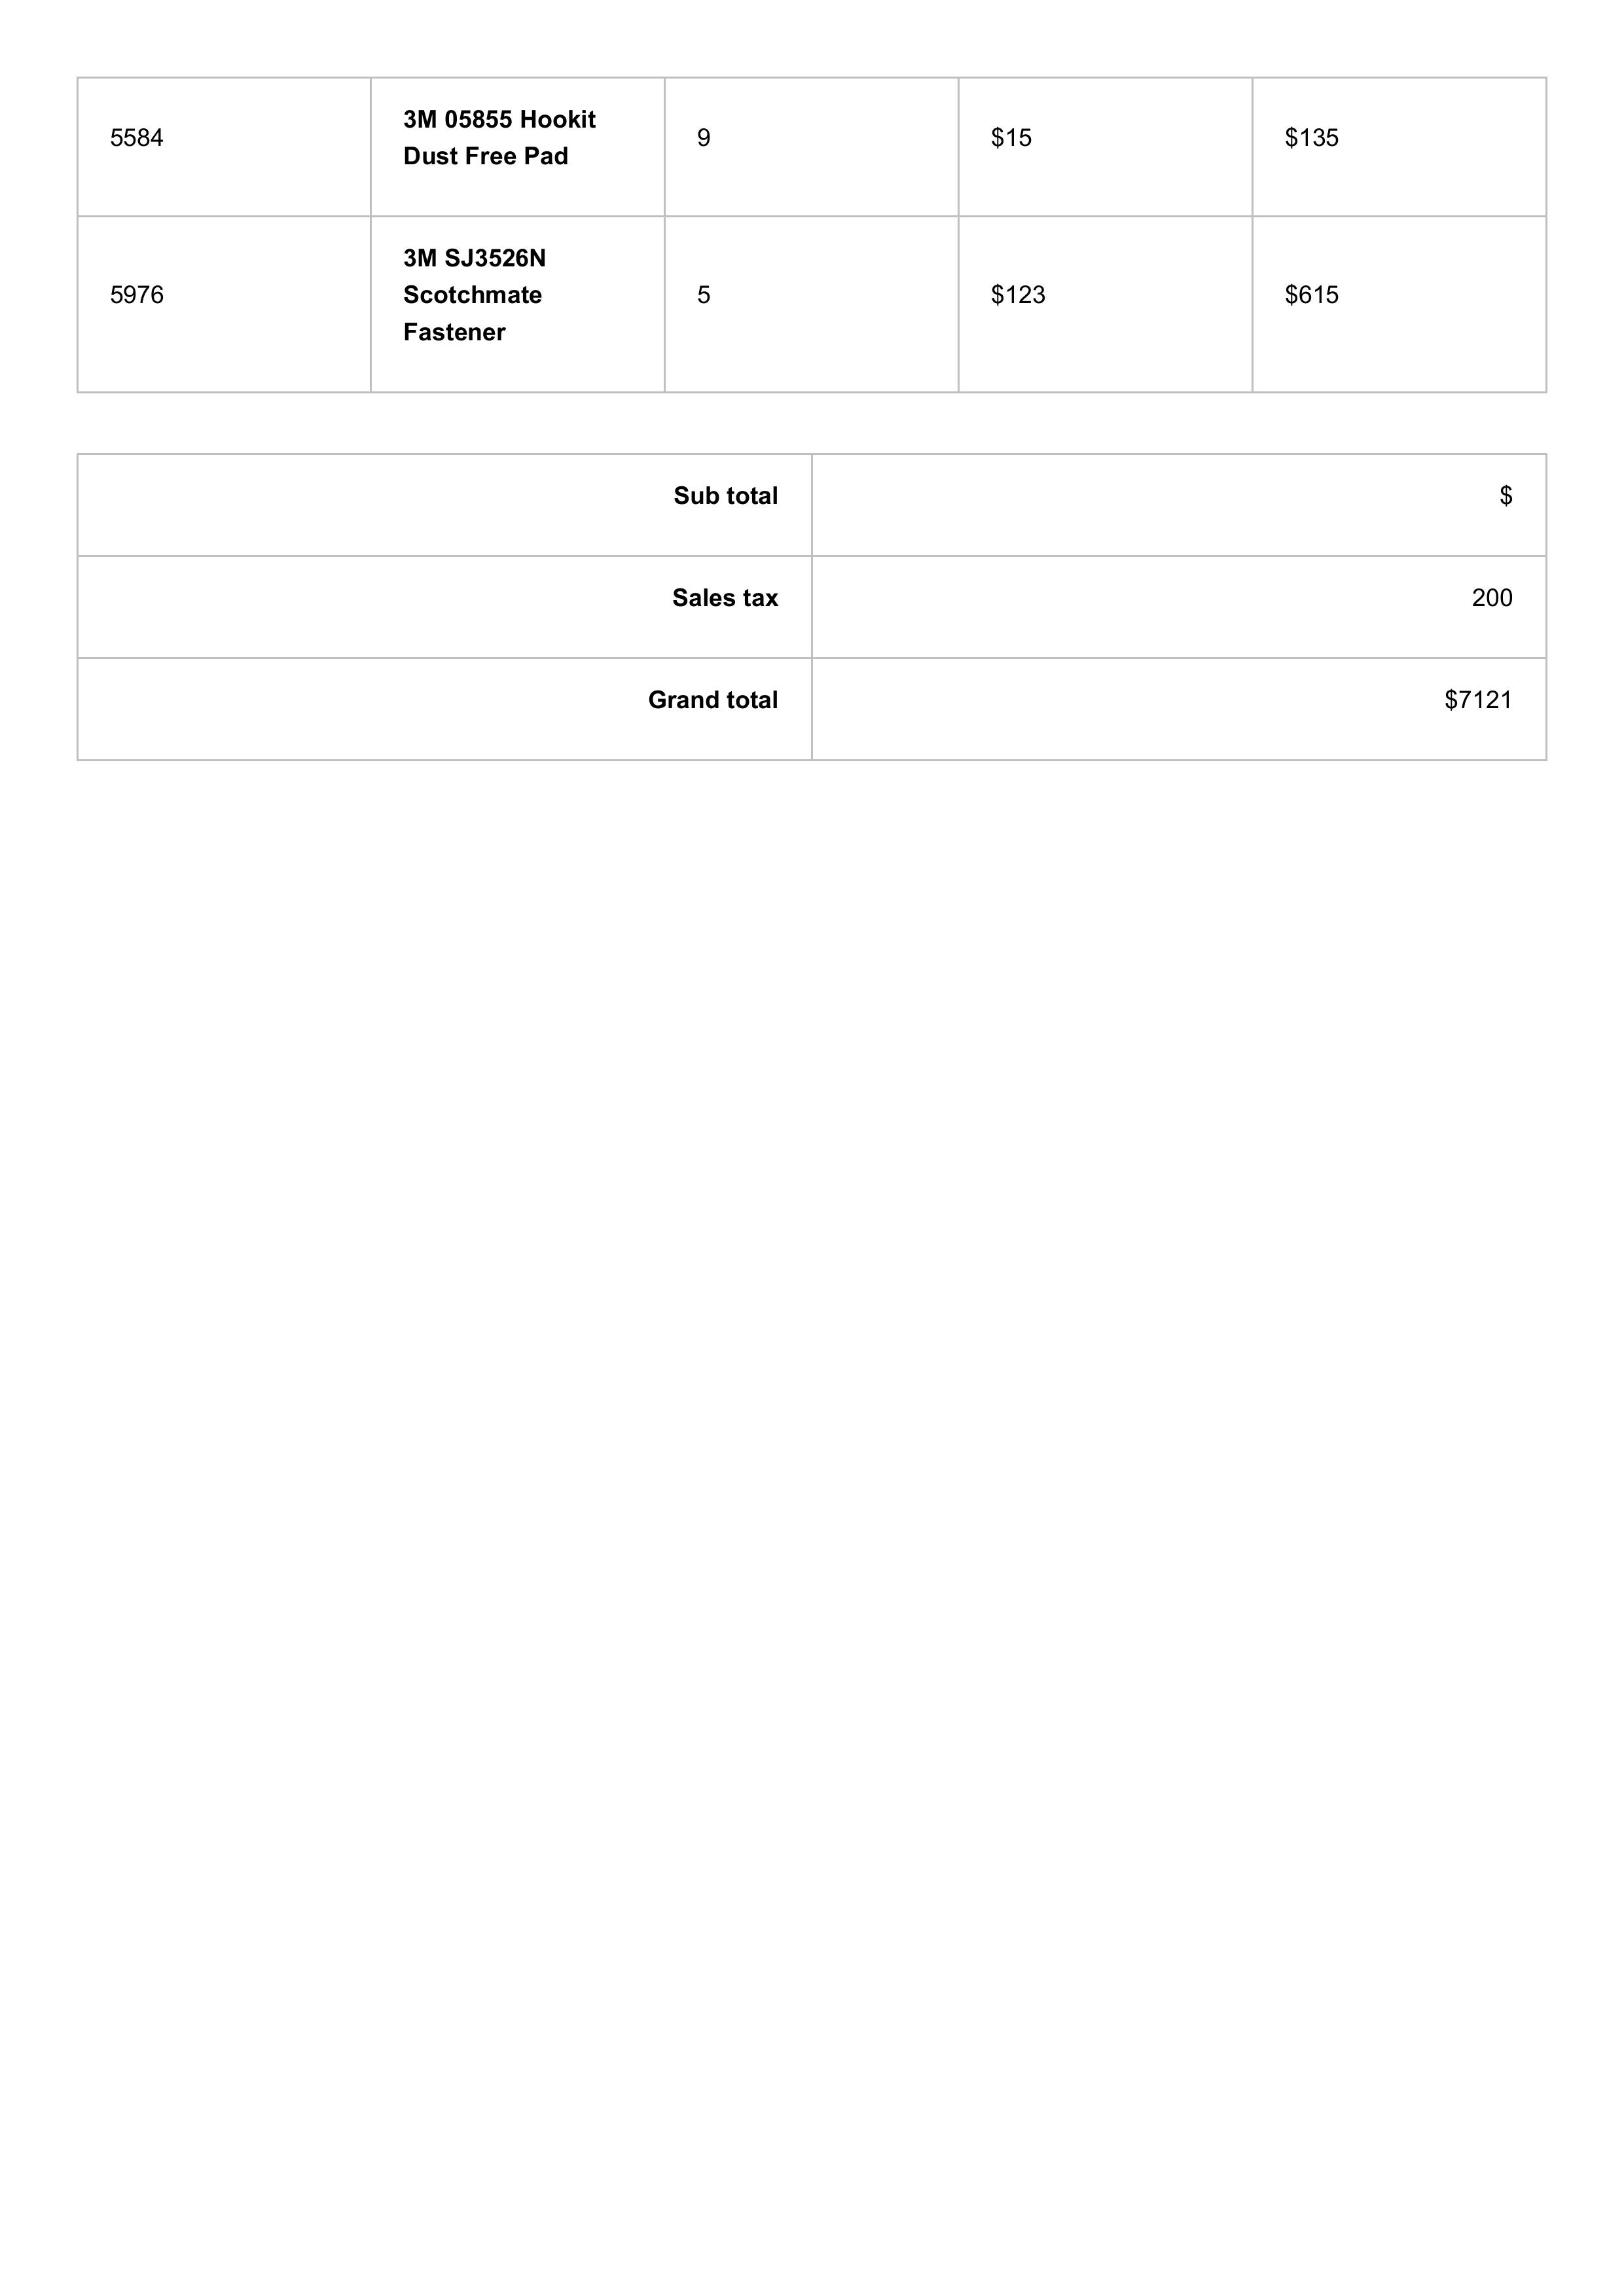 5584 3M 05855 Hookit Dust Free Pad 9 $15 $135
5976 3M SJ3526N Scotchmate Fastener 5 $123 $615
Sub total $
Sales tax 200
Grand total $7121